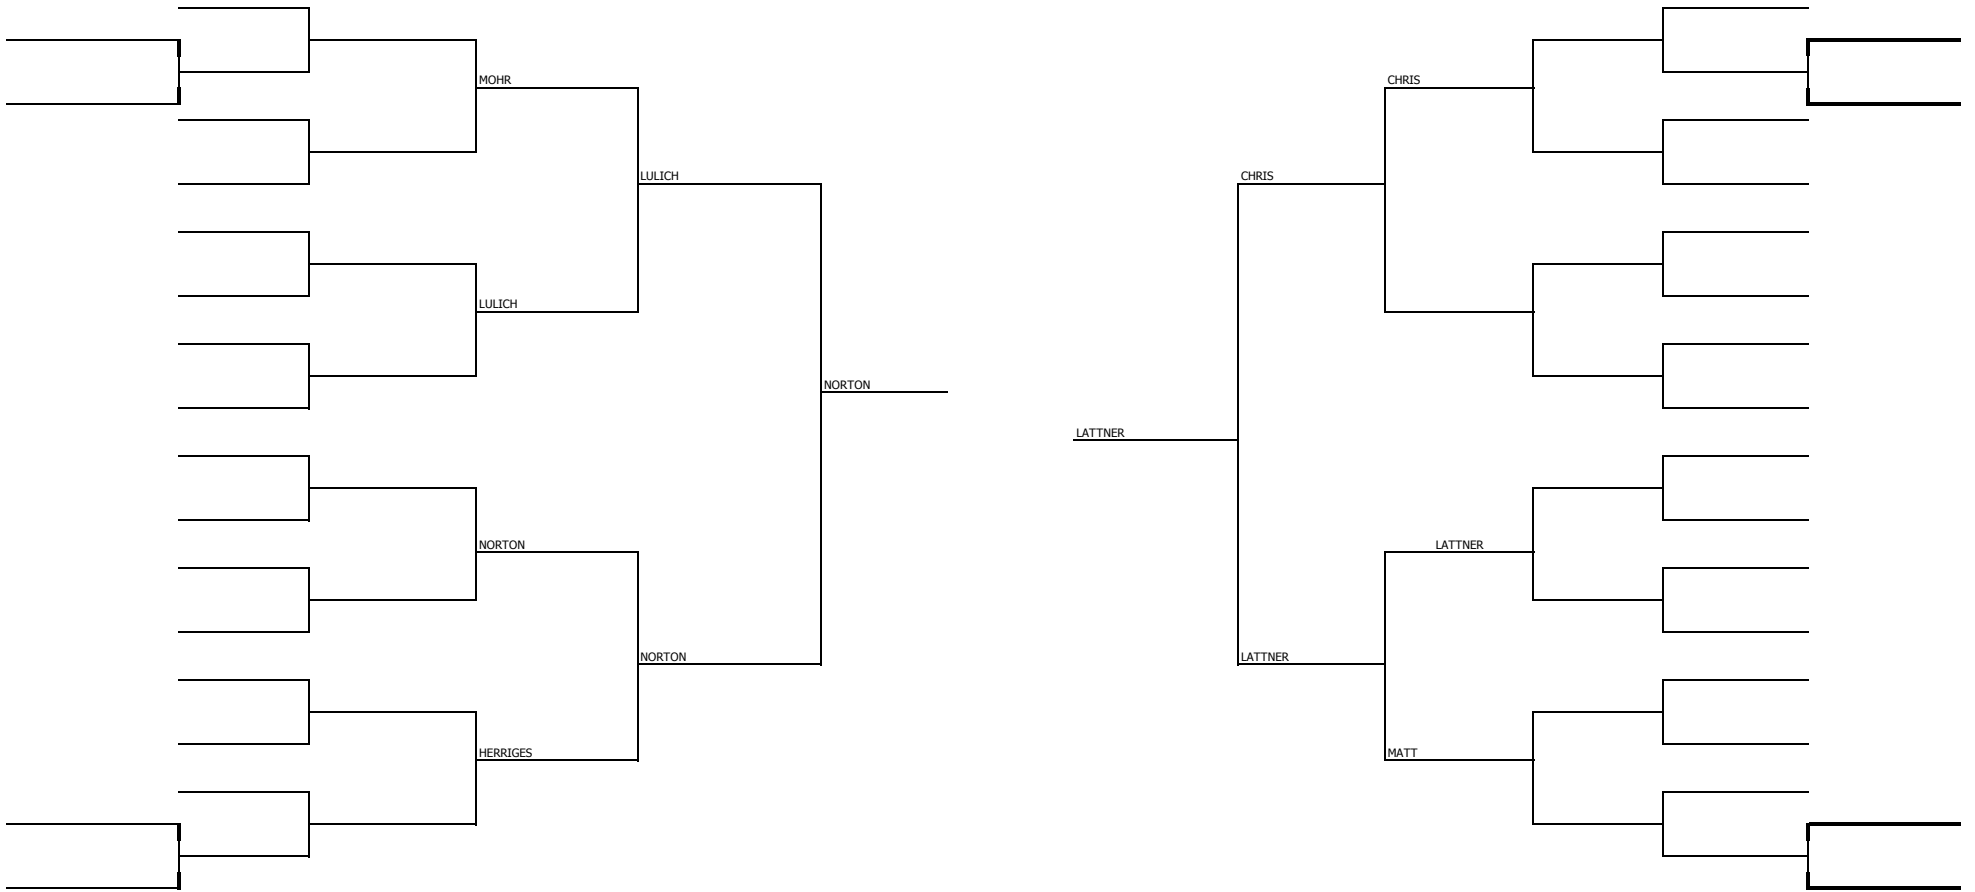 MOHR
CHRIS
LULICH
CHRIS
LULICH
NORTON
LATTNER
NORTON
LATTNER
NORTON
LATTNER
HERRIGES
MATT